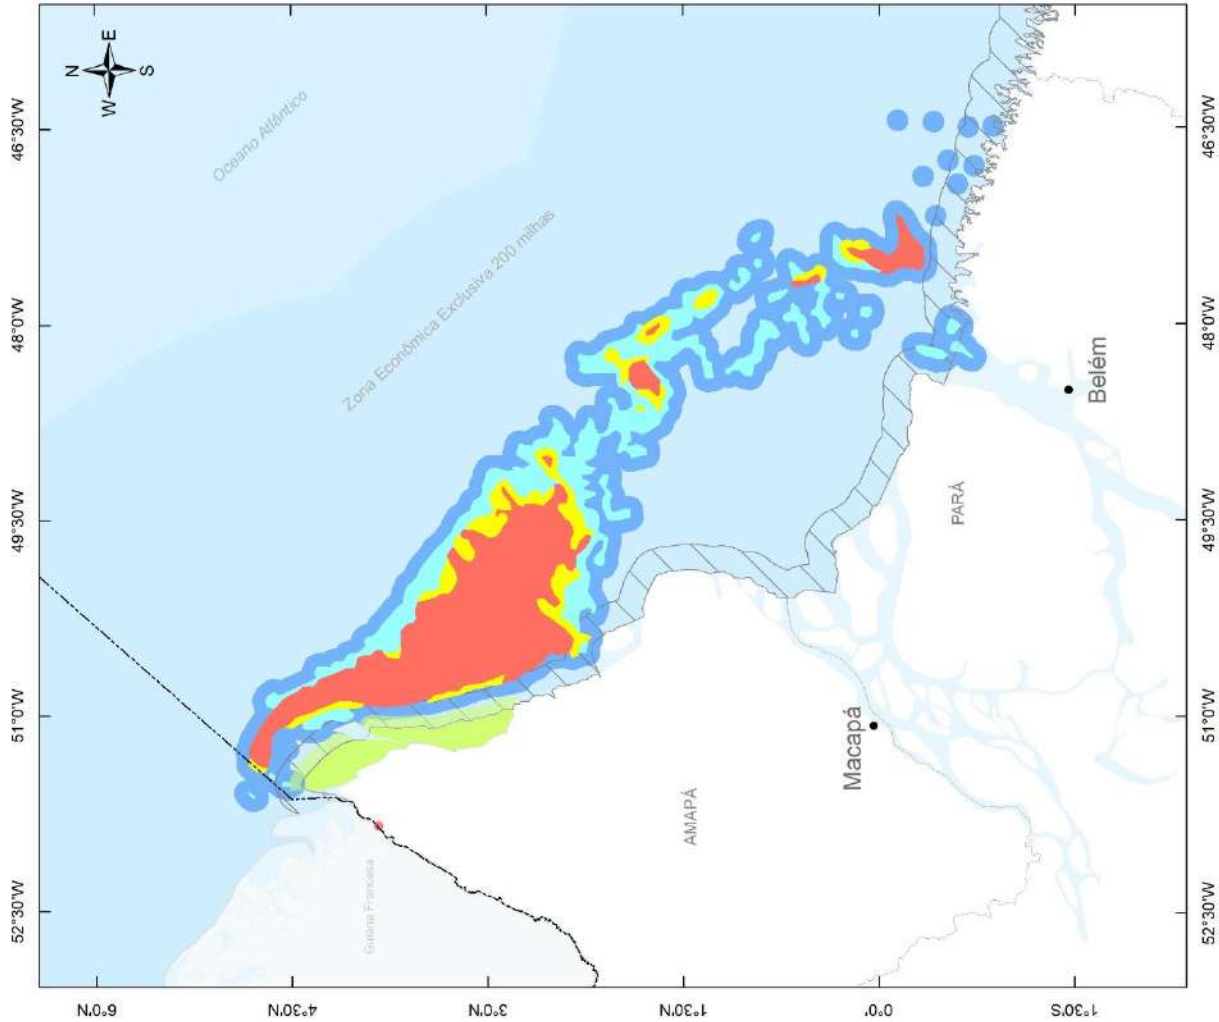 N
W
E
S
46°30'W
48°0'W
49°30'W
51°0'W
52°30'W
Oceano Atlântico
Zona Econômica Exclusiva 200 milhas
Guiana Francesa
AMAPÁ
Macapá
PARÁ
Belém
6°0'N
4°30'N
3°0'N
1°30'N
0°0'
1°30'S
46°30'W
48°0'W
49°30'W
51°0'W
52°30'W